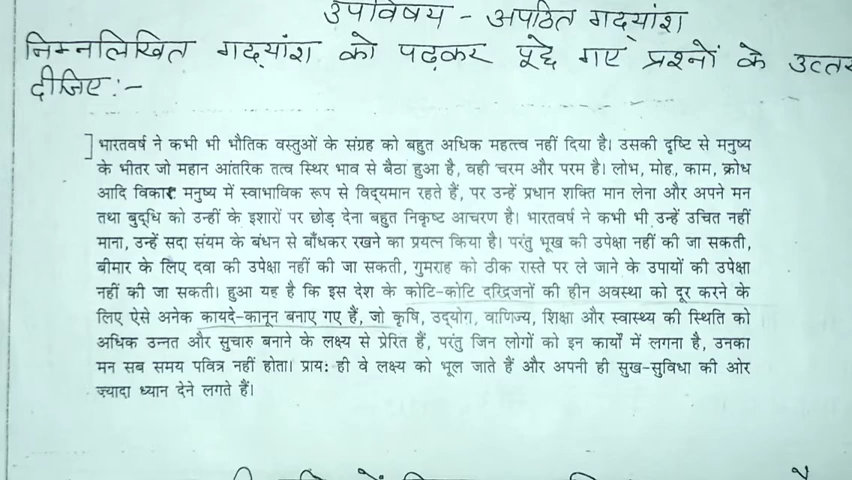 उपविषय - अपठित गद्यांश
निम्नलिखित गद्यांश को पढ़कर पूछे गए प्रश्नों के उत्तर
दीजिए :-
भारतवर्ष ने कभी भी भौतिक वस्तुओं के संग्रह को बहुत अधिक महत्त्व नहीं दिया है। उसकी दृष्टि से मनुष्य
के भीतर जो महान आंतरिक तत्व स्थिर भाव से बैठा हुआ है, वही चरम और परम है। लोभ, मोह, काम, क्रोध
आदि विकार मनुष्य में स्वाभाविक रूप से विद्यमान रहते हैं, पर उन्हें प्रधान शक्ति मान लेना और अपने मन
तथा बुद्धि को उन्हीं के इशारों पर छोड़ देना बहुत निकृष्ट आचरण है। भारतवर्ष ने कभी भी उन्हें उचित नहीं
माना, उन्हें सदा संयम के बंधन से बाँधकर रखने का प्रयत्न किया है। परंतु भूख की उपेक्षा नहीं की जा सकती,
बीमार के लिए दवा की उपेक्षा नहीं की जा सकती, गुमराह को ठीक रास्ते पर ले जाने के उपायों की उपेक्षा
नहीं की जा सकती। हुआ यह है कि इस देश के कोटि-कोटि दरिद्रजनों की हीन अवस्था को दूर करने के
लिए ऐसे अनेक कायदे-कानून बनाए गए हैं, जो कृषि, उद्योग, वाणिज्य, शिक्षा और स्वास्थ्य की स्थिति को
अधिक उन्नत और सुचारु बनाने के लक्ष्य से प्रेरित हैं, परंतु जिन लोगों को इन कार्यों में लगना है, उनका
मन सब समय पवित्र नहीं होता। प्राय: ही वे लक्ष्य को भूल जाते हैं और अपनी ही सुख-सुविधा की ओर
ज़्यादा ध्यान देने लगते हैं।